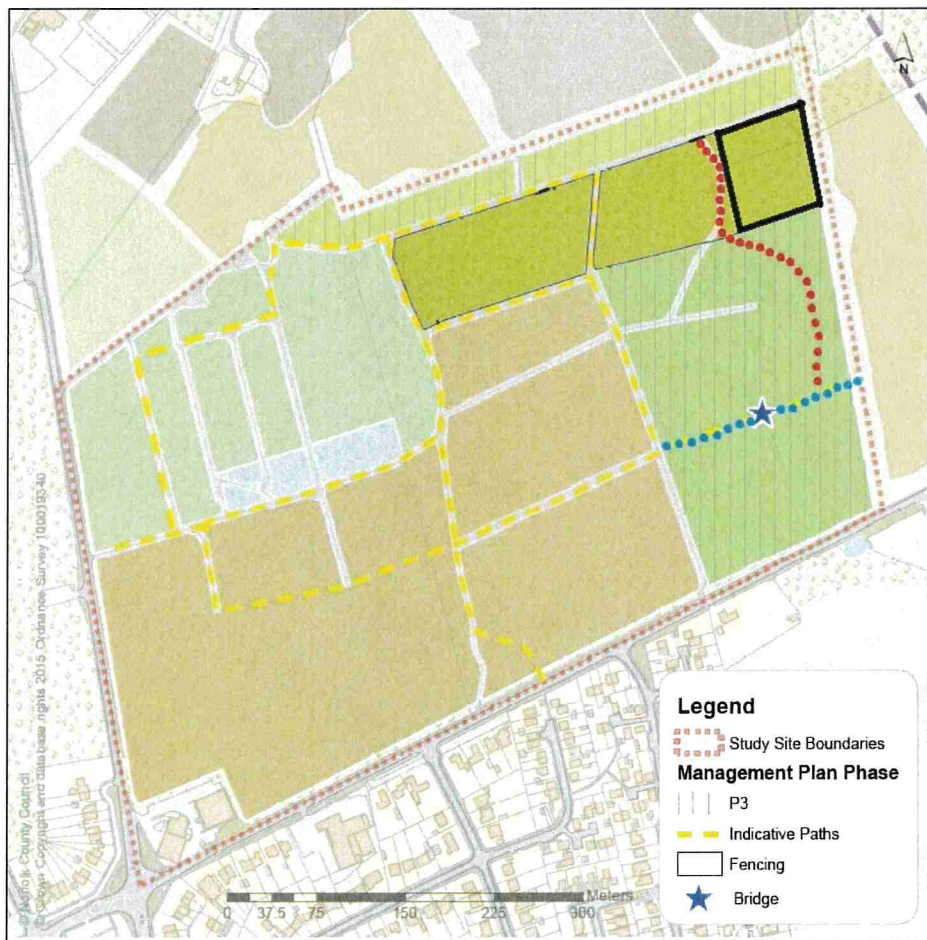 N
© Norfolk County Council
© Crown Copyright and database rights 2015 Ordnance Survey 100019340
Legend
Study Site Boundaries
Management Plan Phase
P3
Indicative Paths
Fencing
Bridge
Meters
0 37.5 75 150 225 300